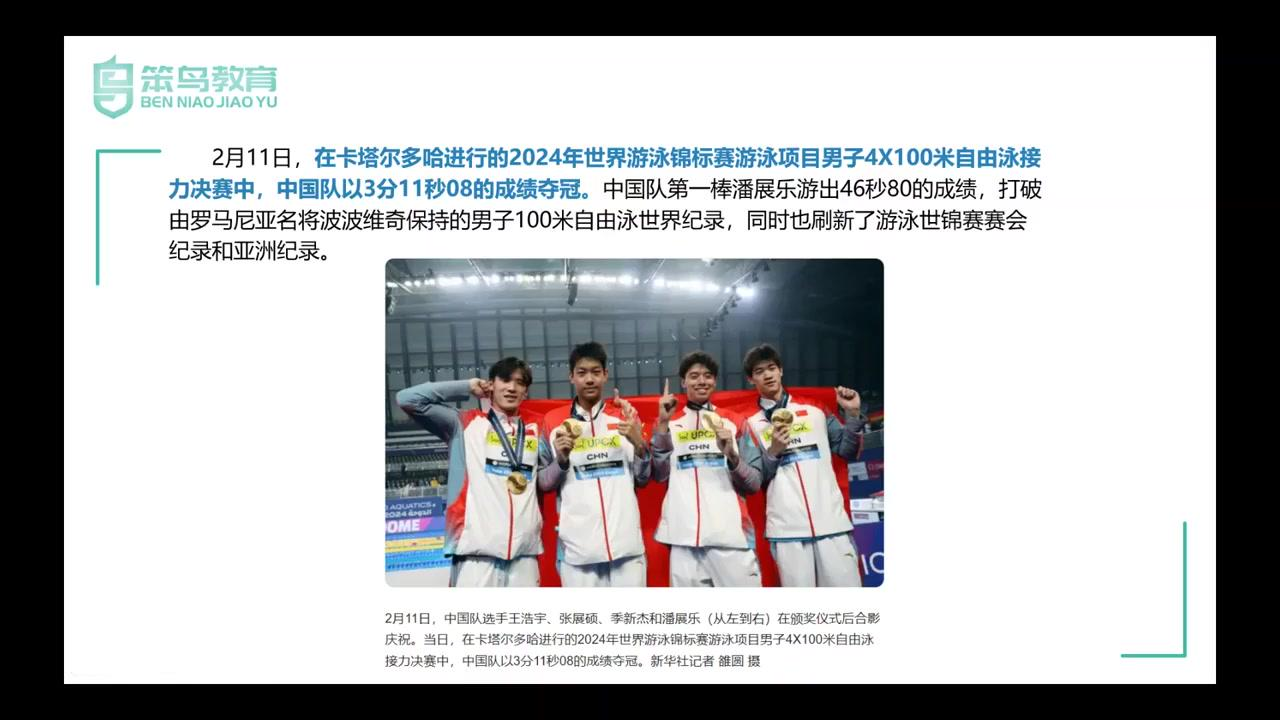 笨鸟教育
BEN NIAO JIAO YU
2月11日，在卡塔尔多哈进行的2024年世界游泳锦标赛游泳项目男子4X100米自由泳接
力决赛中，中国队以3分11秒08的成绩夺冠。中国队第一棒潘展乐游出46秒80的成绩，打破
由罗马尼亚名将波波维奇保持的男子100米自由泳世界纪录，同时也刷新了游泳世锦赛赛会
纪录和亚洲纪录。
UPCX
CHN
UPCX
CHN
CHN
AQUATICS
2024
DOME
2月11日，中国队选手王浩宇、张展硕、季新杰和潘展乐（从左到右）在颁奖仪式后合影
庆祝。当日，在卡塔尔多哈进行的2024年世界游泳锦标赛游泳项目男子4X100米自由泳
接力决赛中，中国队以3分11秒08的成绩夺冠。新华社记者 雒圆 摄